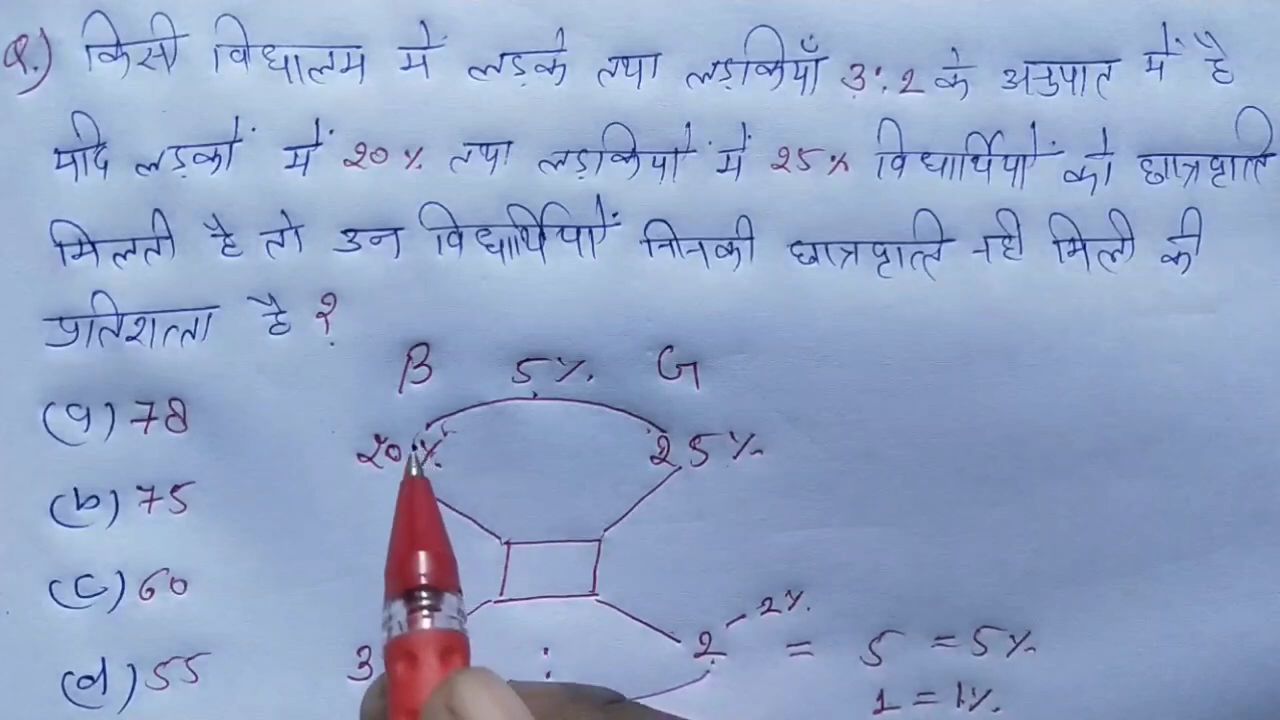 Q.) किसी विधालय में लड़के तथा लड़कियाँ 3:2 के अनुपात में है
यदि लड़कों में 20% तथा लड़कियों में 25% विधार्थियों को छात्रवृत्ति
मिलती है तो उन विधार्थियों जिनकी छात्रवृत्ति नही मिली की
प्रतिशत्ता है ?
B 5% G
(a) 78
20% 25%
(b) 75
(c) 60
2%
3 : 2 = 5 = 5%
(d) 55
1 = 1%